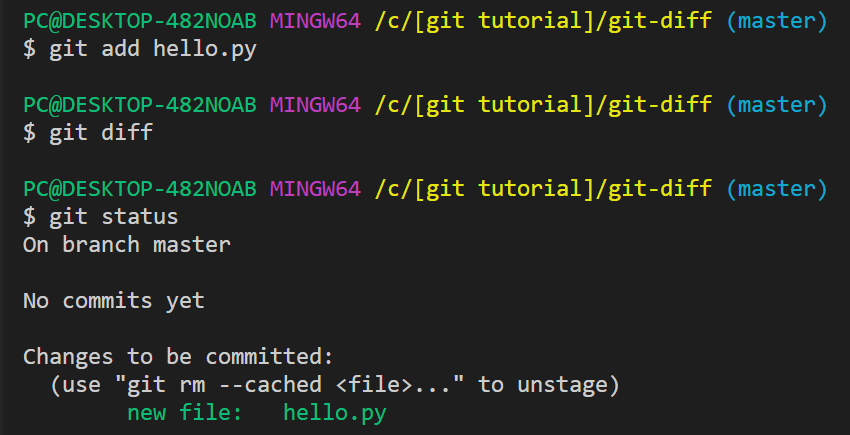 PC@DESKTOP-482NOAB MINGW64 /c/[git tutorial]/git-diff (master)
$ git add hello.py
PC@DESKTOP-482NOAB MINGW64 /c/[git tutorial]/git-diff (master)
$ git diff
PC@DESKTOP-482NOAB MINGW64 /c/[git tutorial]/git-diff (master)
$ git status
On branch master
No commits yet
Changes to be committed:
(use "git rm --cached <file>..." to unstage)
new file: hello.py